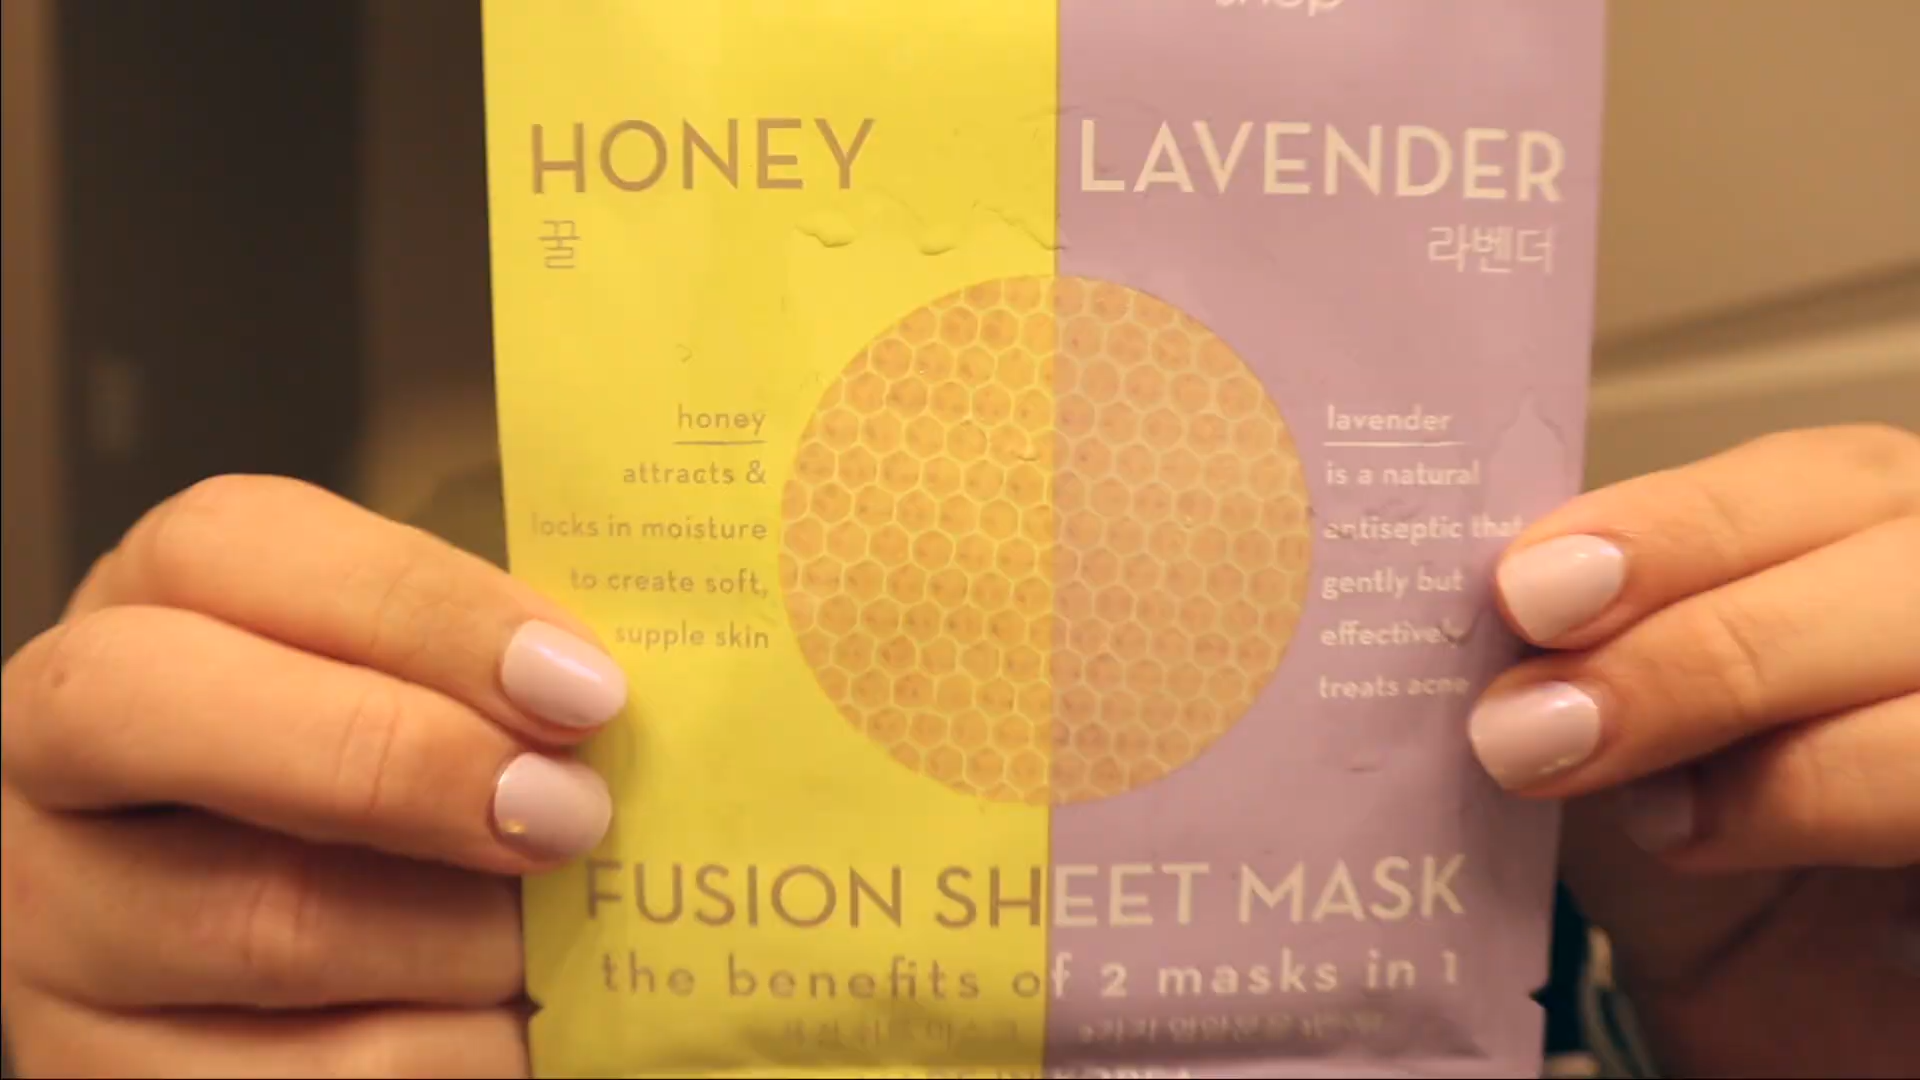 shop
HONEY
꿀
honey
attracts &
locks in moisture
to create soft,
supple skin
LAVENDER
라벤더
lavender
is a natural
antiseptic that
gently but
effectively
treats acne
FUSION SHEET MASK
the benefits of 2 masks in 1